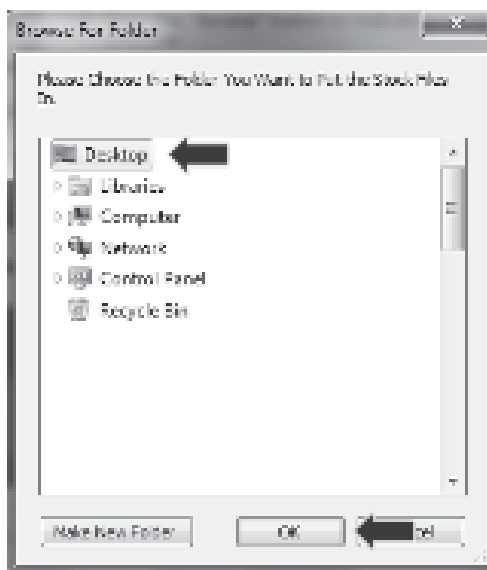 Browse For Folder
Please Choose the Folder You Want to Put the Stock Files
In.
Desktop
Libraries
Computer
Network
Control Panel
Recycle Bin
Make New Folder
OK
cel